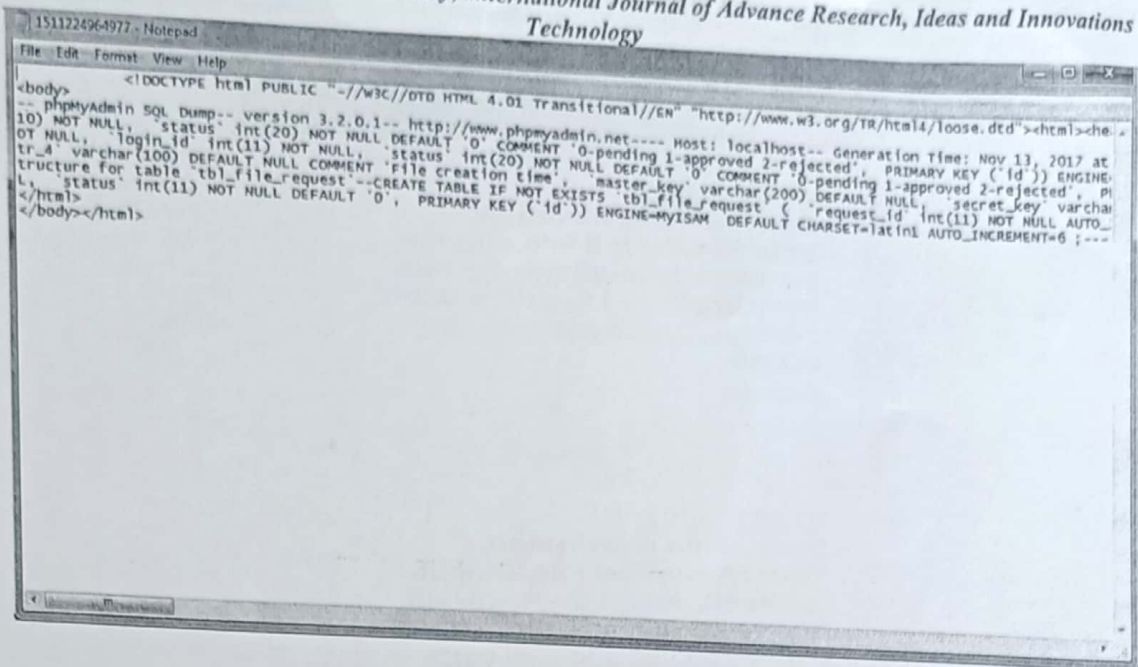 Journal of Advance Research, Ideas and Innovations
Technology
1511224964977 - Notepad
File Edit Format View Help
<!DOCTYPE html PUBLIC "-//W3C//DTD HTML 4.01 Transitional//EN" "http://www.w3.org/TR/html4/loose.dtd"><html><he
<body>
-- phpMyAdmin SQL Dump-- version 3.2.0.1-- http://www.phpmyadmin.net---- Host: localhost-- Generation Time: Nov 13, 2017 at
10) NOT NULL, `status` int(20) NOT NULL DEFAULT '0' COMMENT '0-pending 1-approved 2-rejected', PRIMARY KEY (`id`)) ENGINE=
OT NULL, `login_id` int(11) NOT NULL, `status` int(20) NOT NULL DEFAULT '0' COMMENT '0-pending 1-approved 2-rejected', P
tr_4` varchar(100) DEFAULT NULL COMMENT 'File creation time', `master_key` varchar(200) DEFAULT NULL, `secret_key` varcha
tructure for table `tbl_file_request`--CREATE TABLE IF NOT EXISTS `tbl_file_request` ( `request_id` int(11) NOT NULL AUTO_
L, `status` int(11) NOT NULL DEFAULT '0', PRIMARY KEY (`id`)) ENGINE=MyISAM DEFAULT CHARSET=latin1 AUTO_INCREMENT=6 ;---
</html>
</body></html>